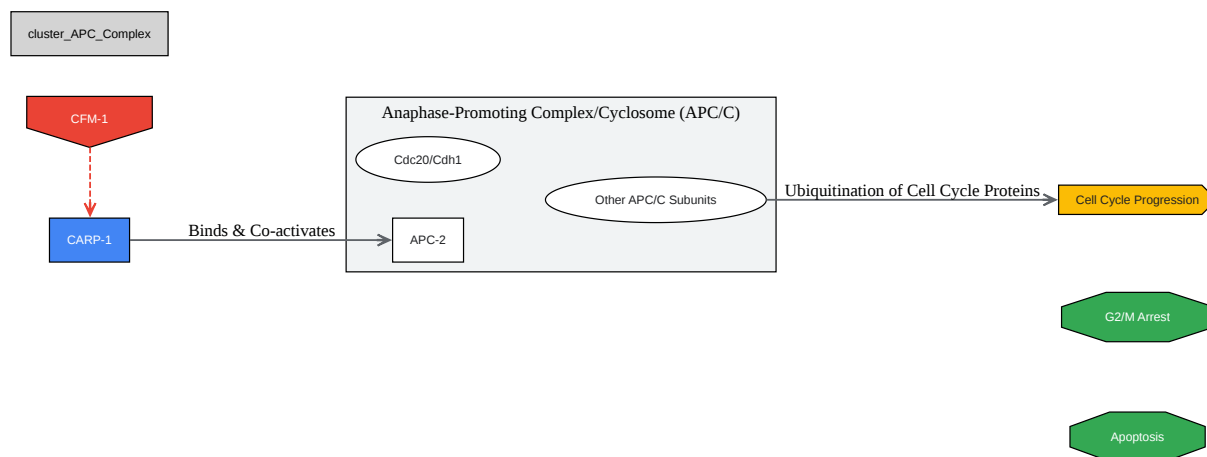 cluster_APC_Complex
CFM-1
Anaphase-Promoting Complex/Cyclosome (APC/C)
Cdc20/Cdh1
Other APC/C Subunits
Ubiquitination of Cell Cycle Proteins
Cell Cycle Progression
CARP-1
Binds & Co-activates
APC-2
G2/M Arrest
Apoptosis